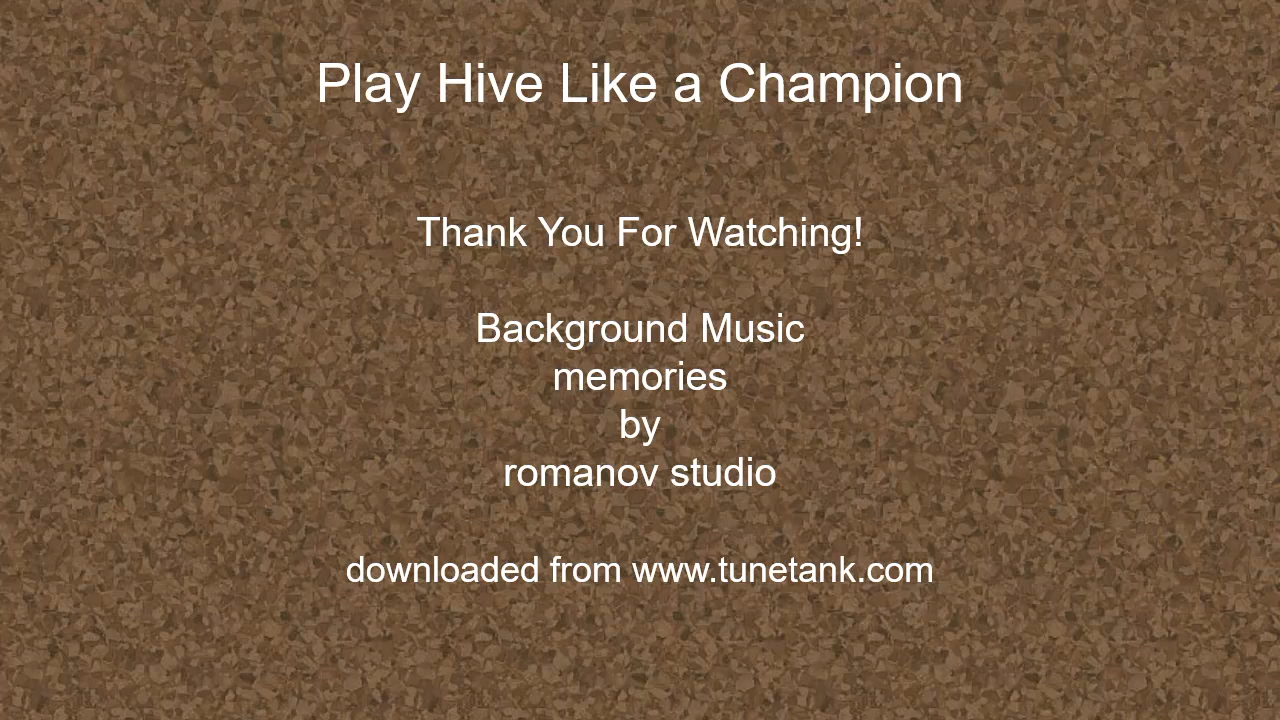 Play Hive Like a Champion
Thank You For Watching!
Background Music
memories
by
romanov studio
downloaded from www.tunetank.com